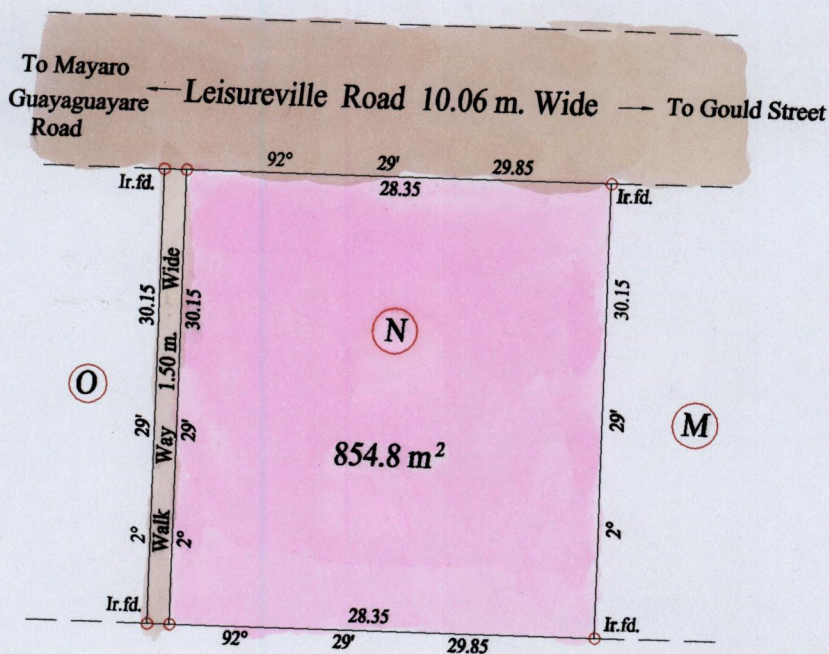 To Mayaro
Guayaguayare
Road
Leisureville Road 10.06 m. Wide
To Gould Street
92° 29' 29.85
28.35
Ir.fd.
Ir.fd.
2° 29' 30.15
Walk Way 1.50 m. Wide
2° 29' 30.15
2° 29' 30.15
N
O
M
854.8 m²
Ir.fd.
28.35
Ir.fd.
92° 29' 29.85